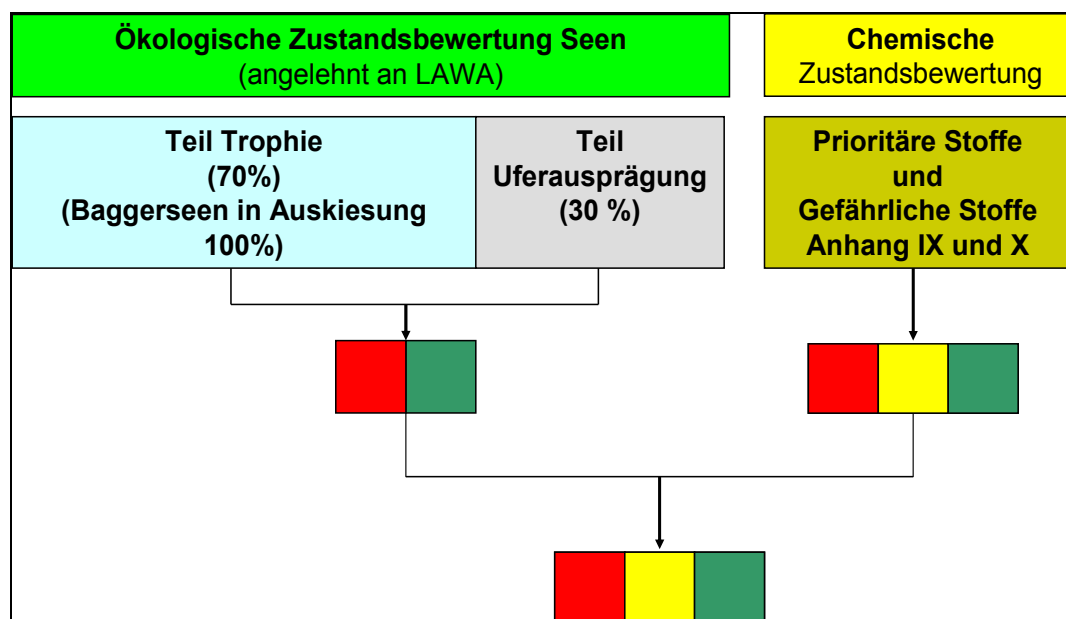 Ökologische Zustandsbewertung Seen
(angelehnt an LAWA)
Chemische
Zustandsbewertung
Teil Trophie
(70%)
(Baggerseen in Auskiesung
100%)
Teil
Uferausprägung
(30 %)
Prioritäre Stoffe
und
Gefährliche Stoffe
Anhang IX und X